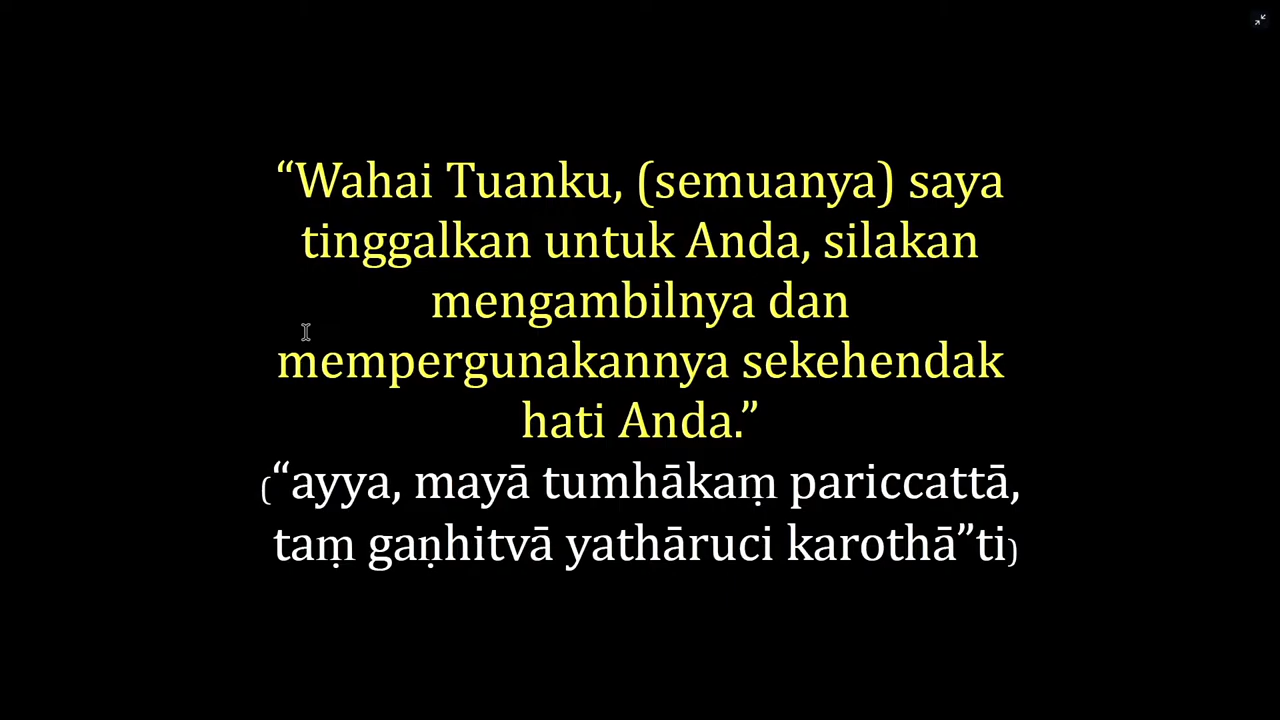 “Wahai Tuanku, (semuanya) saya
tinggalkan untuk Anda, silakan
mengambilnya dan
mempergunakannya sekehendak
hati Anda.”
(“ayya, mayā tumhākaṃ pariccattā,
taṃ gaṇhitvā yathāruci karothā”ti)